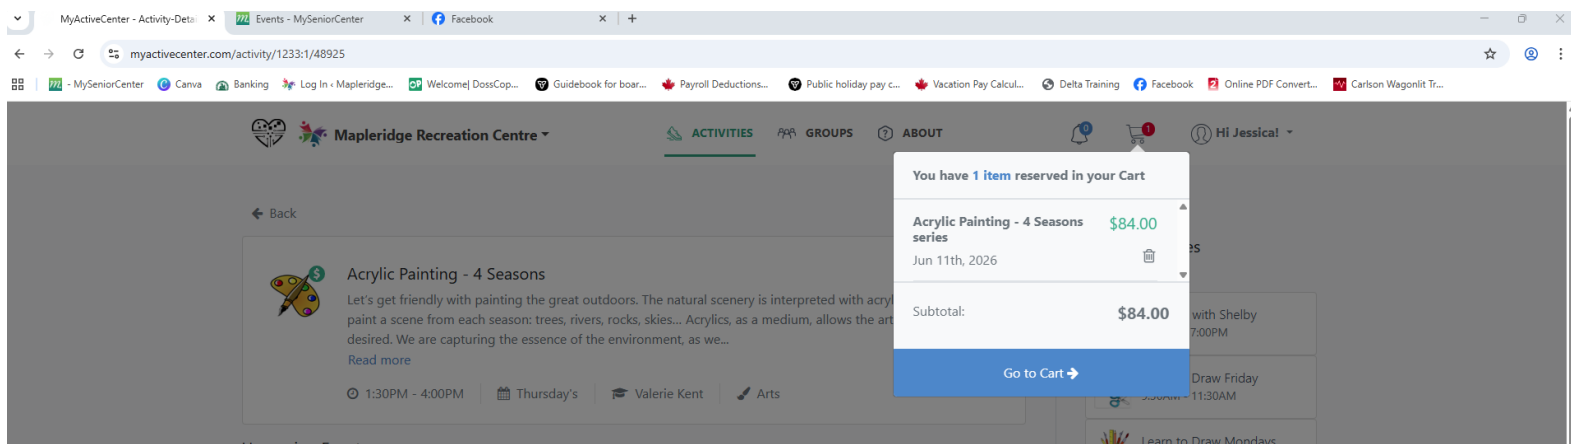 MyActiveCenter - Activity-Deta
Events - MySeniorCenter
Facebook
myactivecenter.com/activity/1233:1/48925
- MySeniorCenter
Canva
Banking
Log In ‹ Mapleridge...
Welcome| DossCop...
Guidebook for boar...
Payroll Deductions...
Public holiday pay c...
Vacation Pay Calcul...
Delta Training
Facebook
Online PDF Convert...
Carlson Wagonlit Tr...
Mapleridge Recreation Centre
ACTIVITIES
GROUPS
ABOUT
0
1
Hi Jessica!
You have 1 item reserved in your Cart
Acrylic Painting - 4 Seasons series
$84.00
Jun 11th, 2026
Subtotal:
$84.00
Go to Cart
Back
Acrylic Painting - 4 Seasons
Let's get friendly with painting the great outdoors. The natural scenery is interpreted with acryl
paint a scene from each season: trees, rivers, rocks, skies... Acrylics, as a medium, allows the art
desired. We are capturing the essence of the environment, as we...
Read more
1:30PM - 4:00PM
Thursday's
Valerie Kent
Arts
es
with Shelby
7:00PM
Draw Friday
9:30AM - 11:30AM
Learn to Draw Mondays